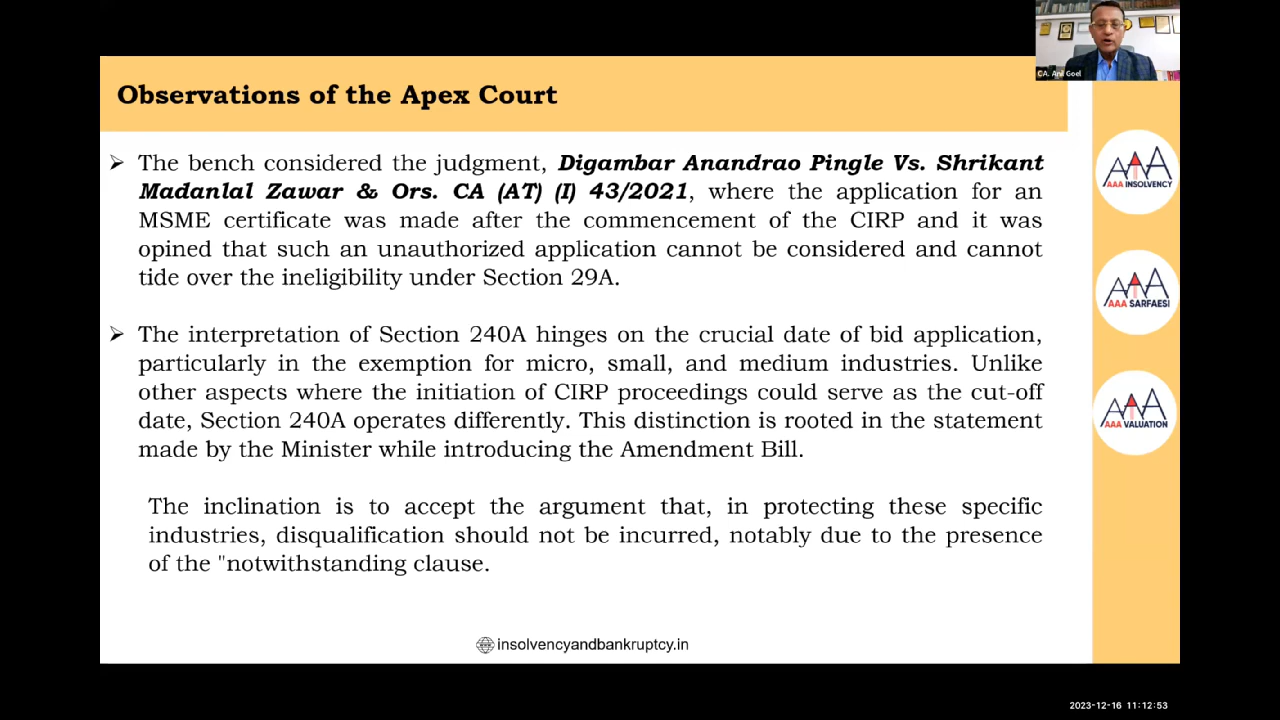 CA. Anil Goel
Observations of the Apex Court
➢ The bench considered the judgment, Digambar Anandrao Pingle Vs. Shrikant
Madanlal Zawar & Ors. CA (AT) (I) 43/2021, where the application for an
MSME certificate was made after the commencement of the CIRP and it was
opined that such an unauthorized application cannot be considered and cannot
tide over the ineligibility under Section 29A.
➢ The interpretation of Section 240A hinges on the crucial date of bid application,
particularly in the exemption for micro, small, and medium industries. Unlike
other aspects where the initiation of CIRP proceedings could serve as the cut-off
date, Section 240A operates differently. This distinction is rooted in the statement
made by the Minister while introducing the Amendment Bill.
The inclination is to accept the argument that, in protecting these specific
industries, disqualification should not be incurred, notably due to the presence
of the "notwithstanding clause.
AAA INSOLVENCY
AAA SARFAESI
AAA VALUATION
insolvencyandbankruptcy.in
2023-12-16 11:12:53